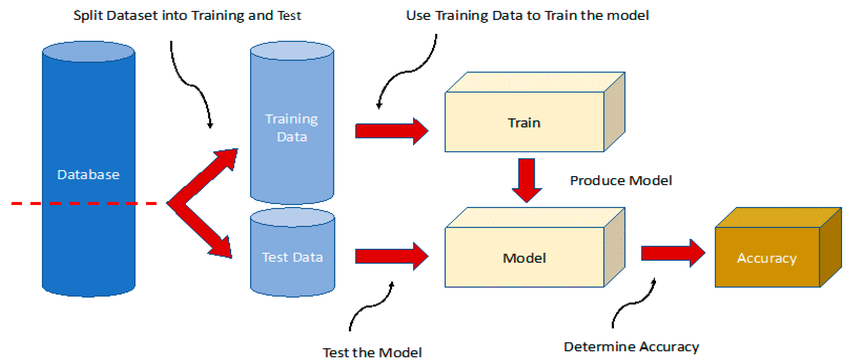 Split Dataset into Training and Test
Use Training Data to Train the model
Training
Data
Train
Database
Produce Model
Test Data
Model
Accuracy
Test the Model
Determine Accuracy